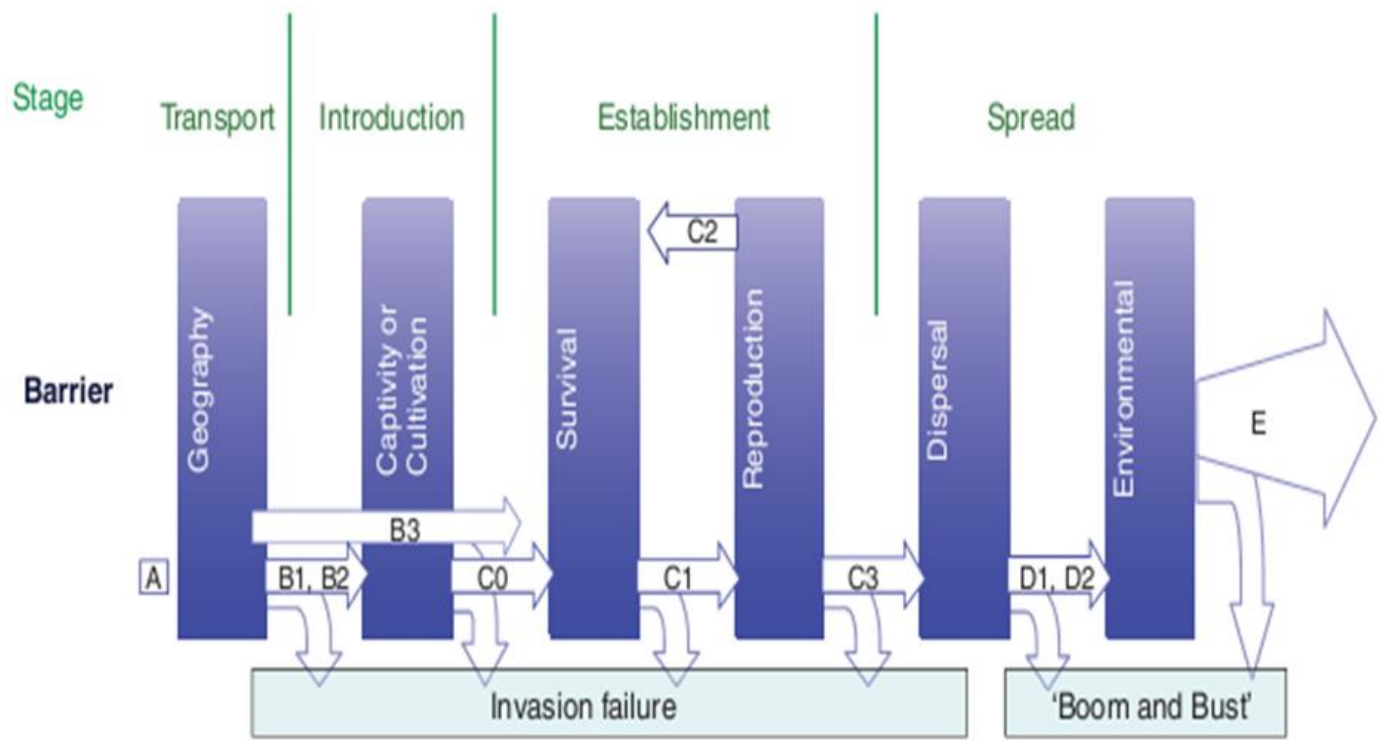 Stage
Transport
Introduction
Establishment
Spread
Barrier
Geography
Captivity or
Cultivation
Survival
Reproduction
Dispersal
Environmental
C2
E
B3
A
B1, B2
C0
C1
C3
D1, D2
Invasion failure
'Boom and Bust'